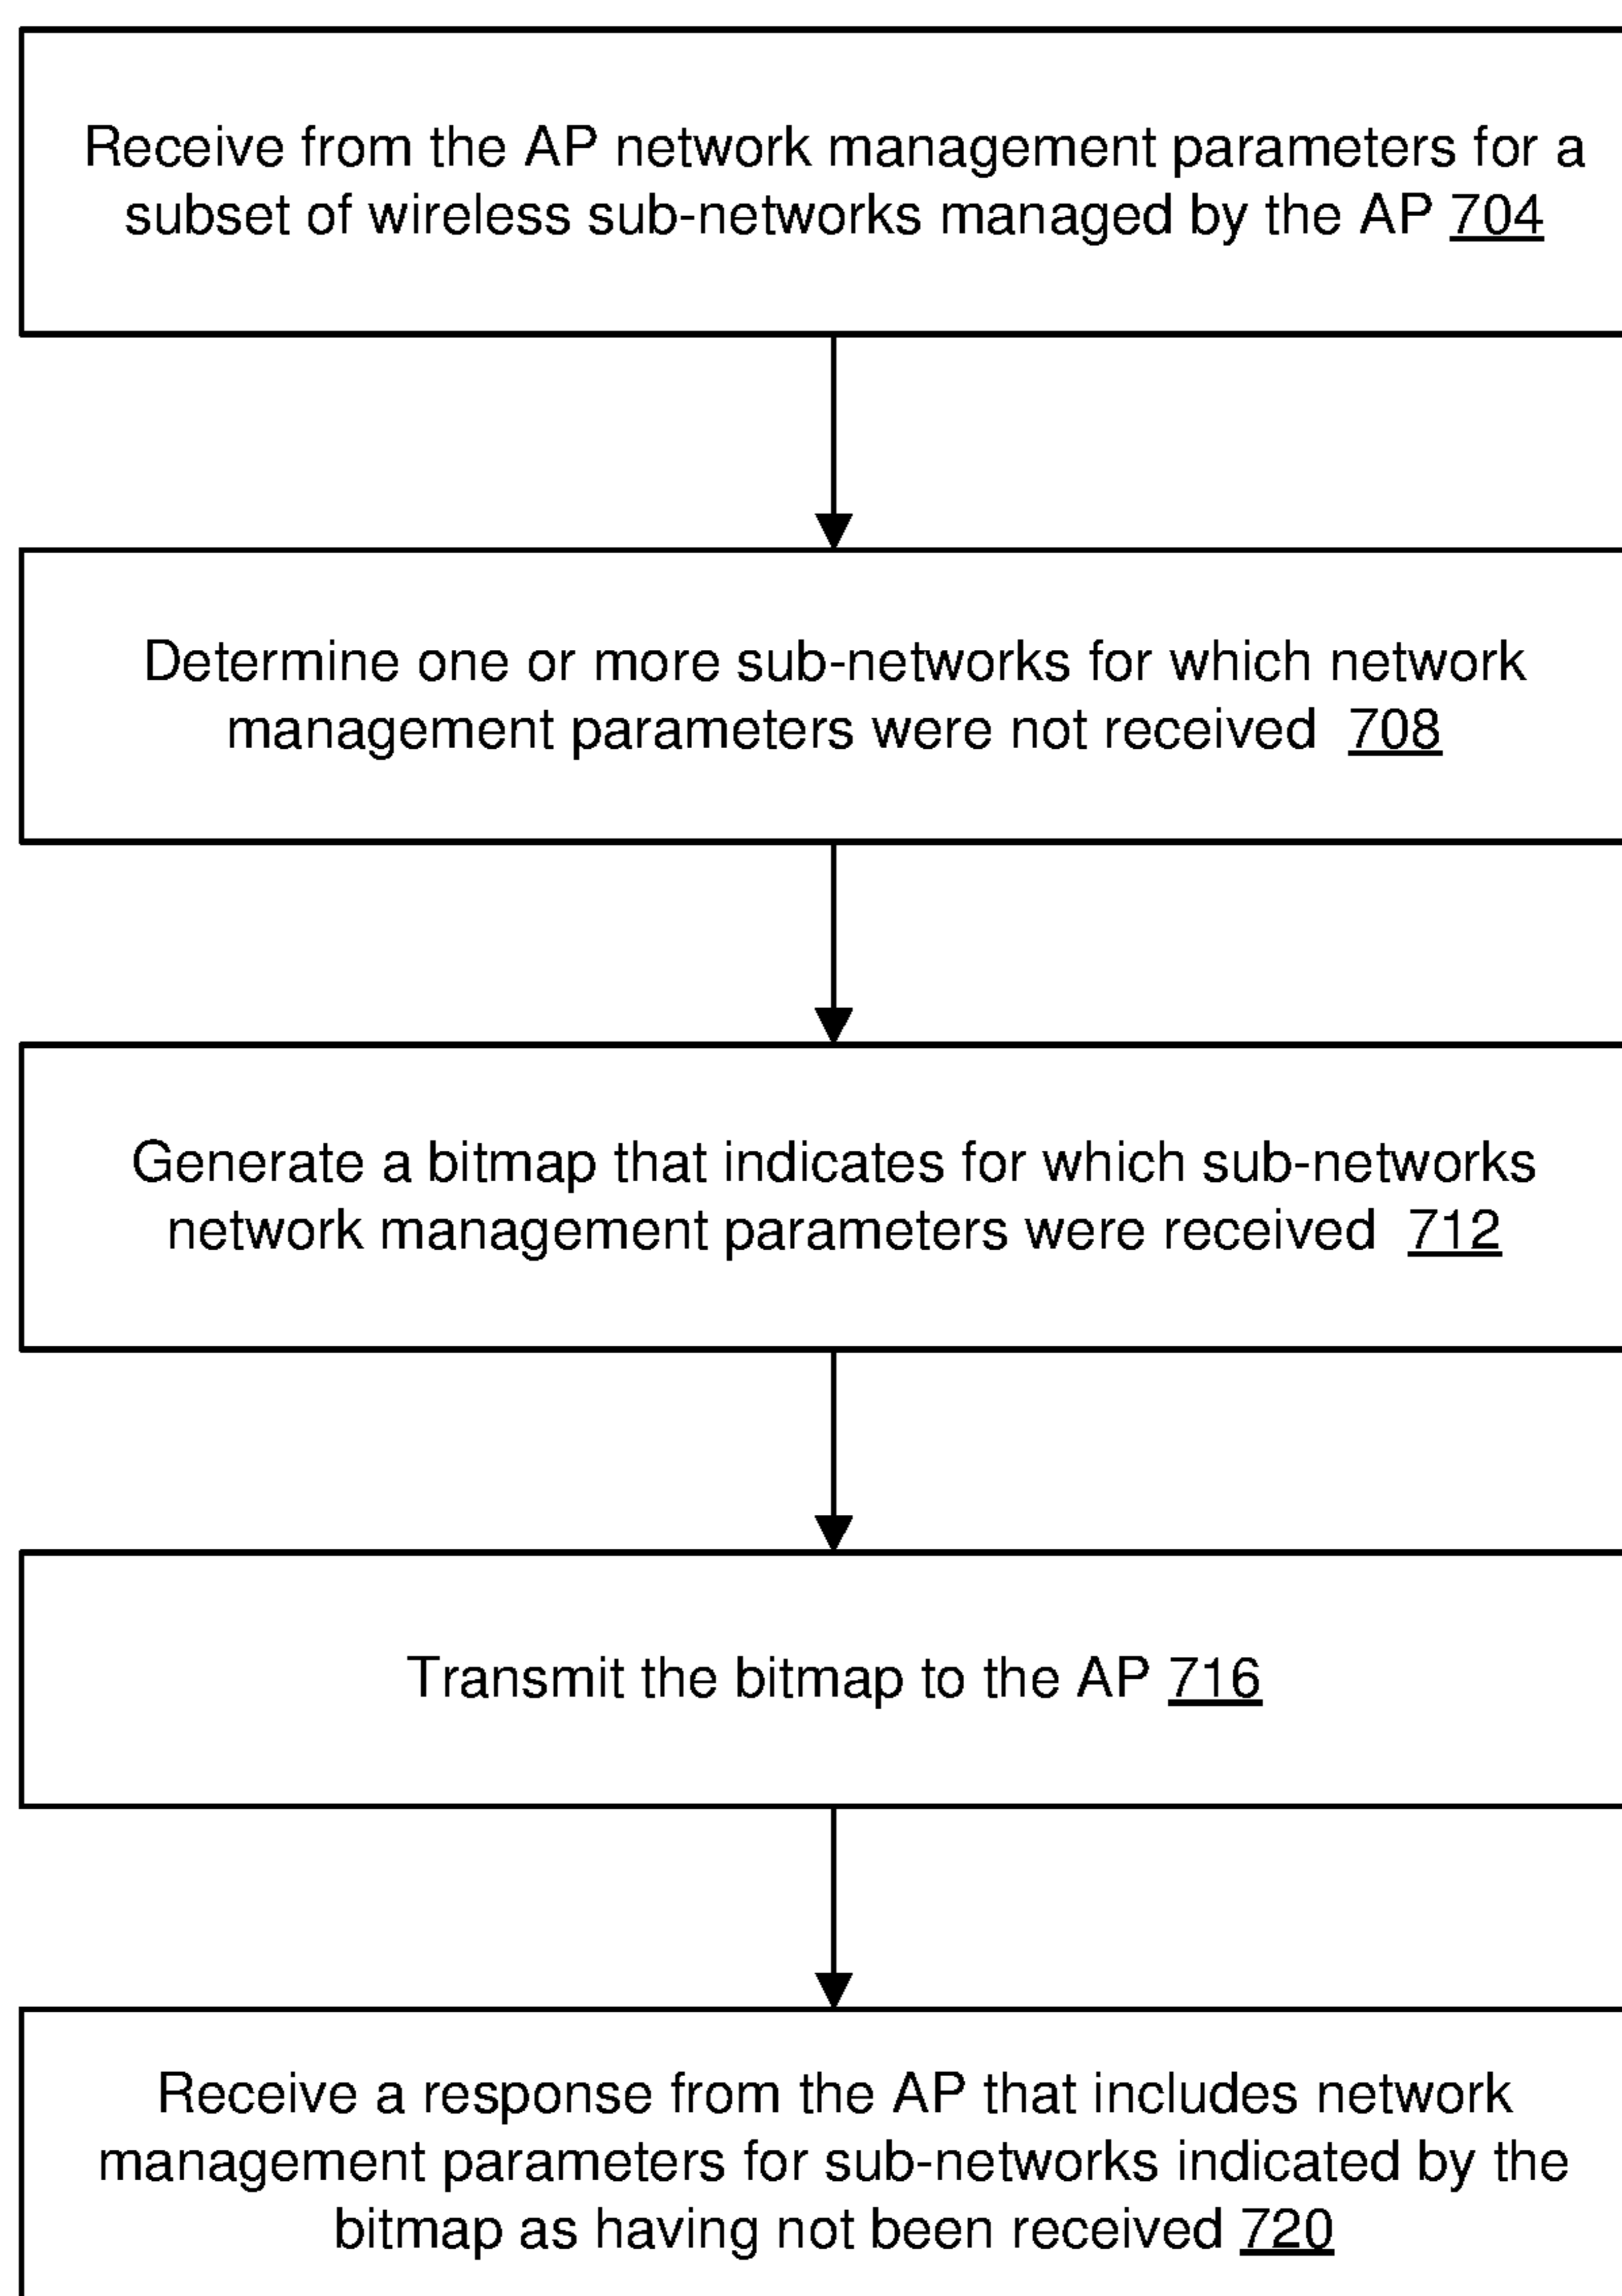 Receive from the AP network management parameters for a
subset of wireless sub-networks managed by the AP 704
Determine one or more sub-networks for which network
management parameters were not received 708
Generate a bitmap that indicates for which sub-networks
network management parameters were received 712
Transmit the bitmap to the AP 716
Receive a response from the AP that includes network
management parameters for sub-networks indicated by the
bitmap as having not been received 720